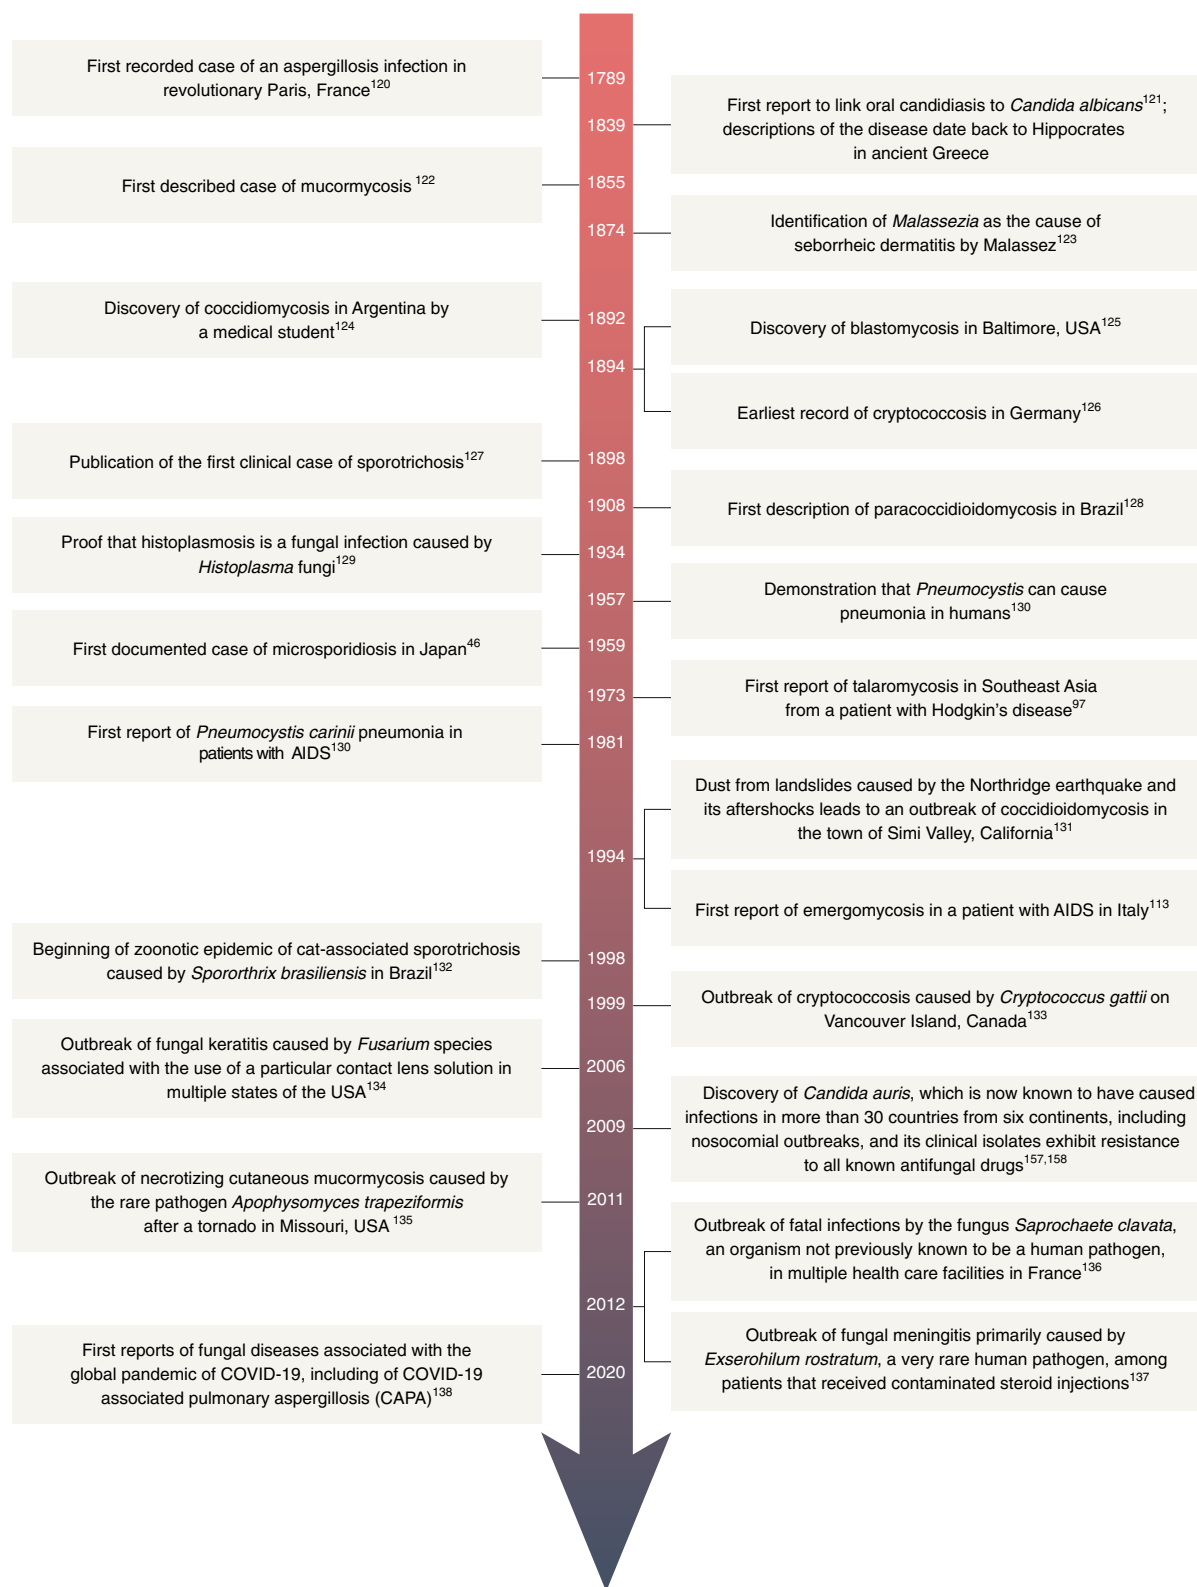 1789
First recorded case of an aspergillosis infection in
revolutionary Paris, France120
1839
First report to link oral candidiasis to Candida albicans121;
descriptions of the disease date back to Hippocrates
in ancient Greece
1855
First described case of mucormycosis 122
1874
Identification of Malassezia as the cause of
seborrheic dermatitis by Malassez123
1892
Discovery of coccidiomycosis in Argentina by
a medical student124
1894
Discovery of blastomycosis in Baltimore, USA125
Earliest record of cryptococcosis in Germany126
1898
Publication of the first clinical case of sporotrichosis127
1908
First description of paracoccidioidomycosis in Brazil128
1934
Proof that histoplasmosis is a fungal infection caused by
Histoplasma fungi129
1957
Demonstration that Pneumocystis can cause
pneumonia in humans130
1959
First documented case of microsporidiosis in Japan46
1973
First report of talaromycosis in Southeast Asia
from a patient with Hodgkin’s disease97
1981
First report of Pneumocystis carinii pneumonia in
patients with AIDS130
1994
Dust from landslides caused by the Northridge earthquake and
its aftershocks leads to an outbreak of coccidioidomycosis in
the town of Simi Valley, California131
First report of emergomycosis in a patient with AIDS in Italy113
1998
Beginning of zoonotic epidemic of cat-associated sporotrichosis
caused by Spororthrix brasiliensis in Brazil132
1999
Outbreak of cryptococcosis caused by Cryptococcus gattii on
Vancouver Island, Canada133
2006
Outbreak of fungal keratitis caused by Fusarium species
associated with the use of a particular contact lens solution in
multiple states of the USA134
2009
Discovery of Candida auris, which is now known to have caused
infections in more than 30 countries from six continents, including
nosocomial outbreaks, and its clinical isolates exhibit resistance
to all known antifungal drugs157,158
2011
Outbreak of necrotizing cutaneous mucormycosis caused by
the rare pathogen Apophysomyces trapeziformis
after a tornado in Missouri, USA 135
2012
Outbreak of fatal infections by the fungus Saprochaete clavata,
an organism not previously known to be a human pathogen,
in multiple health care facilities in France136
Outbreak of fungal meningitis primarily caused by
Exserohilum rostratum, a very rare human pathogen, among
patients that received contaminated steroid injections137
2020
First reports of fungal diseases associated with the
global pandemic of COVID-19, including of COVID-19
associated pulmonary aspergillosis (CAPA)138